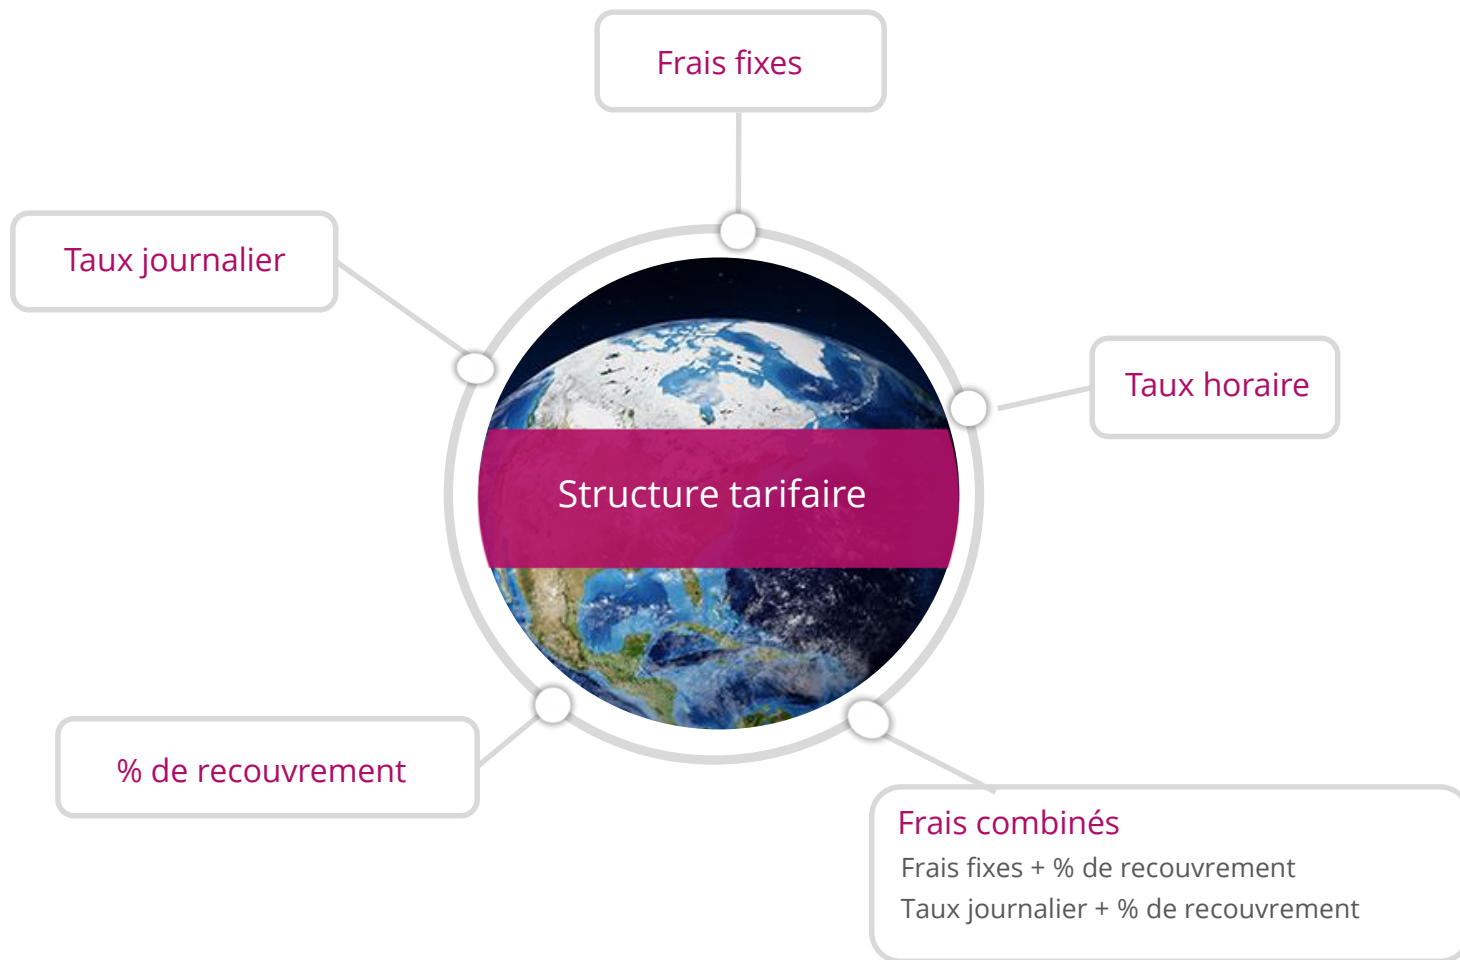 Frais fixes
Taux journalier
Taux horaire
Structure tarifaire
% de recouvrement
Frais combinés
Frais fixes + % de recouvrement
Taux journalier + % de recouvrement